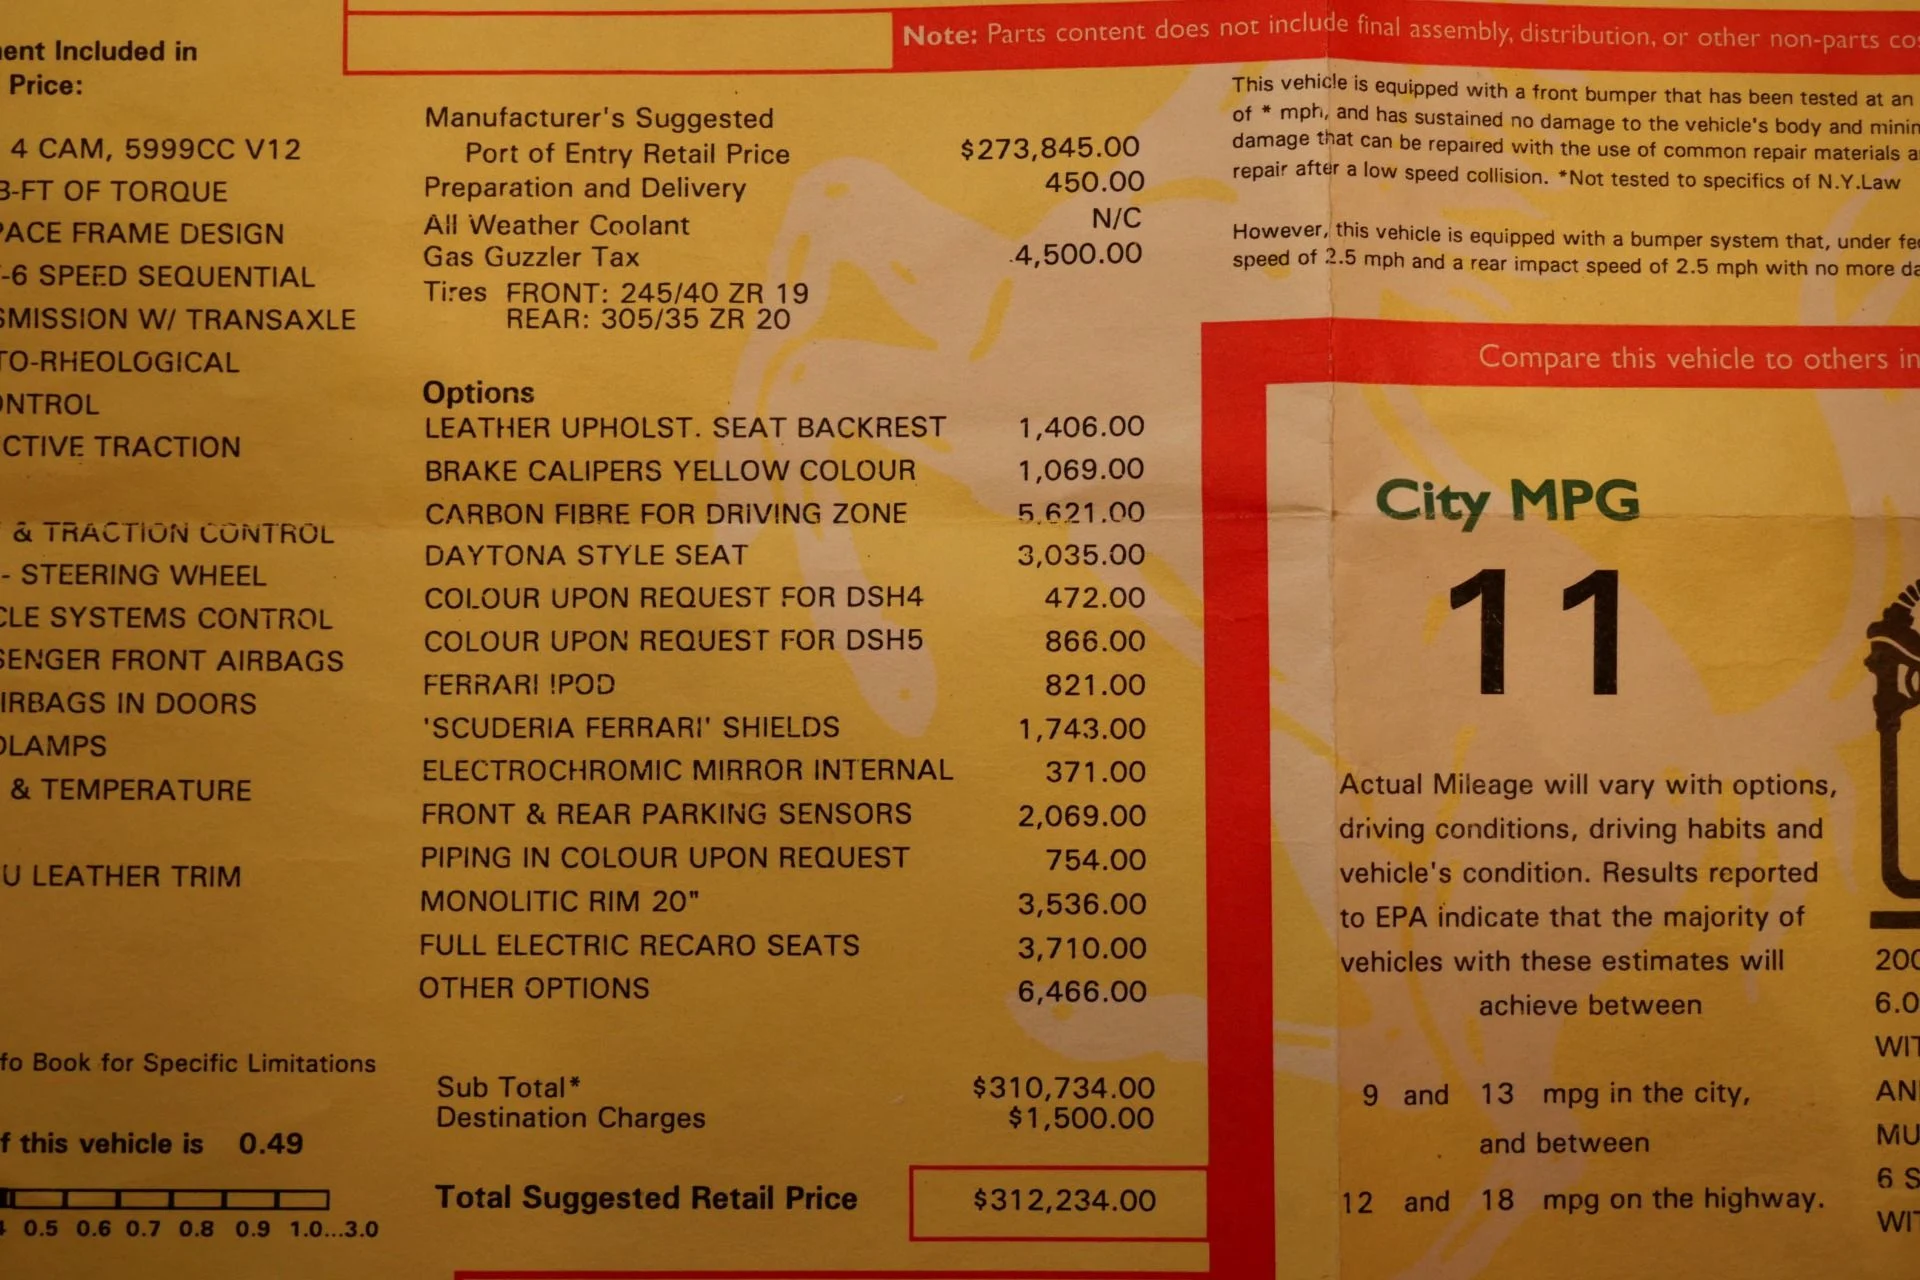 Note: Parts content does not include final assembly, distribution, or other non-parts
ent Included in
Price:
4 CAM, 5999CC V12
B-FT OF TORQUE
PACE FRAME DESIGN
-6 SPEED SEQUENTIAL
SMISSION W/ TRANSAXLE
TO-RHEOLOGICAL
ONTROL
CTIVE TRACTION
& TRACTION CONTROL
- STEERING WHEEL
CLE SYSTEMS CONTROL
SENGER FRONT AIRBAGS
IRBAGS IN DOORS
DLAMPS
& TEMPERATURE
U LEATHER TRIM
fo Book for Specific Limitations
f this vehicle is 0.49
4 0.5 0.6 0.7 0.8 0.9 1.0...3.0
Manufacturer's Suggested
Port of Entry Retail Price $273,845.00
Preparation and Delivery 450.00
All Weather Coolant N/C
Gas Guzzler Tax 4,500.00
Tires FRONT: 245/40 ZR 19
REAR: 305/35 ZR 20
Options
LEATHER UPHOLST. SEAT BACKREST 1,406.00
BRAKE CALIPERS YELLOW COLOUR 1,069.00
CARBON FIBRE FOR DRIVING ZONE 5,621.00
DAYTONA STYLE SEAT 3,035.00
COLOUR UPON REQUEST FOR DSH4 472.00
COLOUR UPON REQUEST FOR DSH5 866.00
FERRARI IPOD 821.00
'SCUDERIA FERRARI' SHIELDS 1,743.00
ELECTROCHROMIC MIRROR INTERNAL 371.00
FRONT & REAR PARKING SENSORS 2,069.00
PIPING IN COLOUR UPON REQUEST 754.00
MONOLITIC RIM 20" 3,536.00
FULL ELECTRIC RECARO SEATS 3,710.00
OTHER OPTIONS 6,466.00
Sub Total* $310,734.00
Destination Charges $1,500.00
Total Suggested Retail Price $312,234.00
This vehicle is equipped with a front bumper that has been tested at an
of * mph, and has sustained no damage to the vehicle's body and minim
damage that can be repaired with the use of common repair materials a
repair after a low speed collision. *Not tested to specifics of N.Y.Law
However, this vehicle is equipped with a bumper system that, under fed
speed of 2.5 mph and a rear impact speed of 2.5 mph with no more da
Compare this vehicle to others in
City MPG
11
Actual Mileage will vary with options,
driving conditions, driving habits and
vehicle's condition. Results reported
to EPA indicate that the majority of
vehicles with these estimates will
achieve between
9 and 13 mpg in the city,
and between
12 and 18 mpg on the highway.
200
6.0
WIT
AN
MU
6 S
WIT